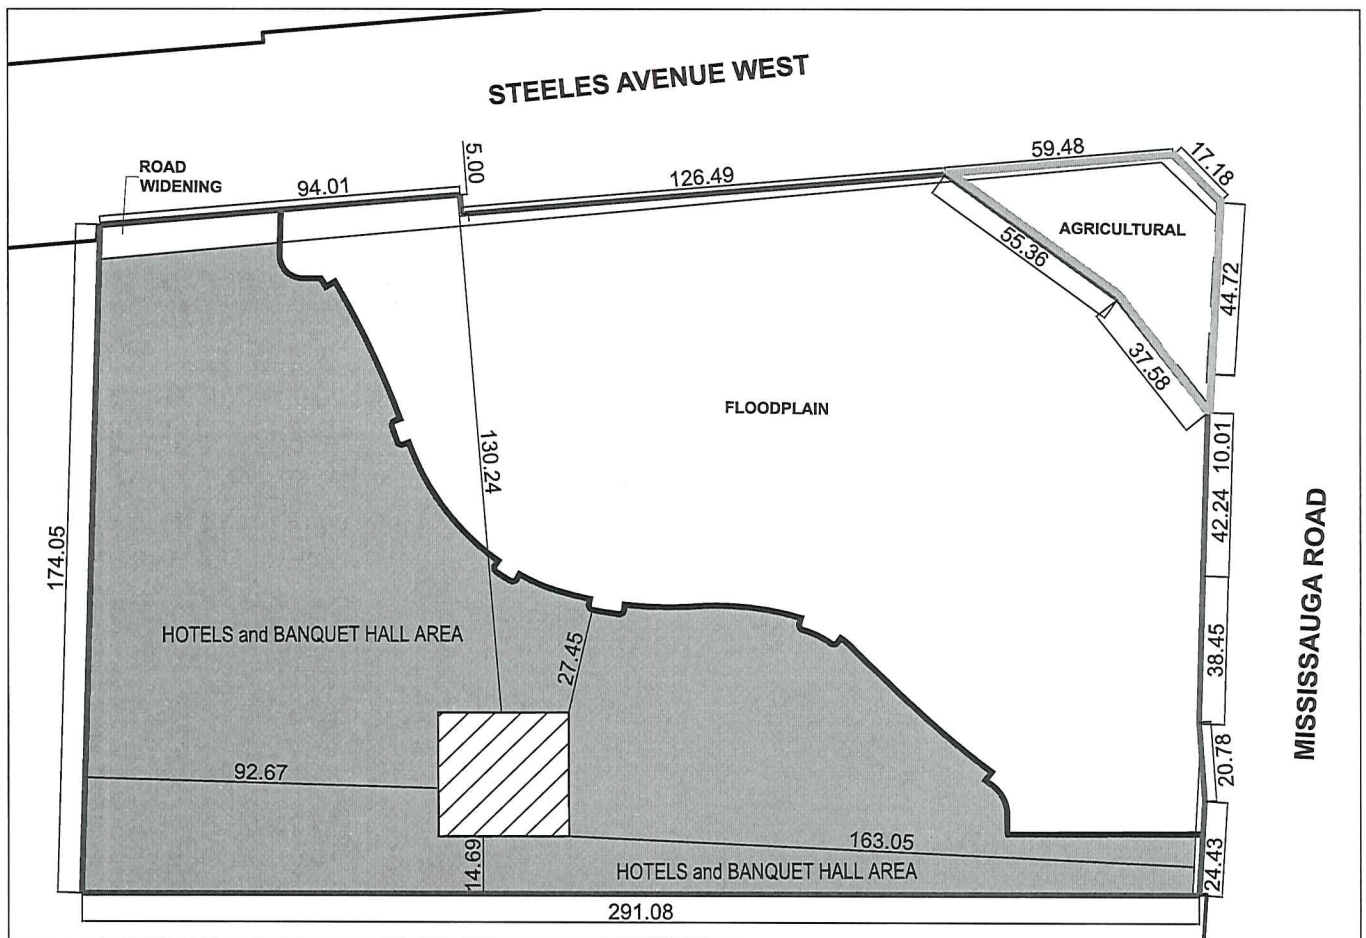 STEELES AVENUE WEST
ROAD
WIDENING
94.01
5.00
126.49
59.48
17.18
AGRICULTURAL
55.36
44.72
37.58
FLOODPLAIN
130.24
10.01
42.24
174.05
MISSISSAUGA ROAD
HOTELS and BANQUET HALL AREA
27.45
38.45
92.67
20.78
163.05
14.69
HOTELS and BANQUET HALL AREA
24.43
291.08